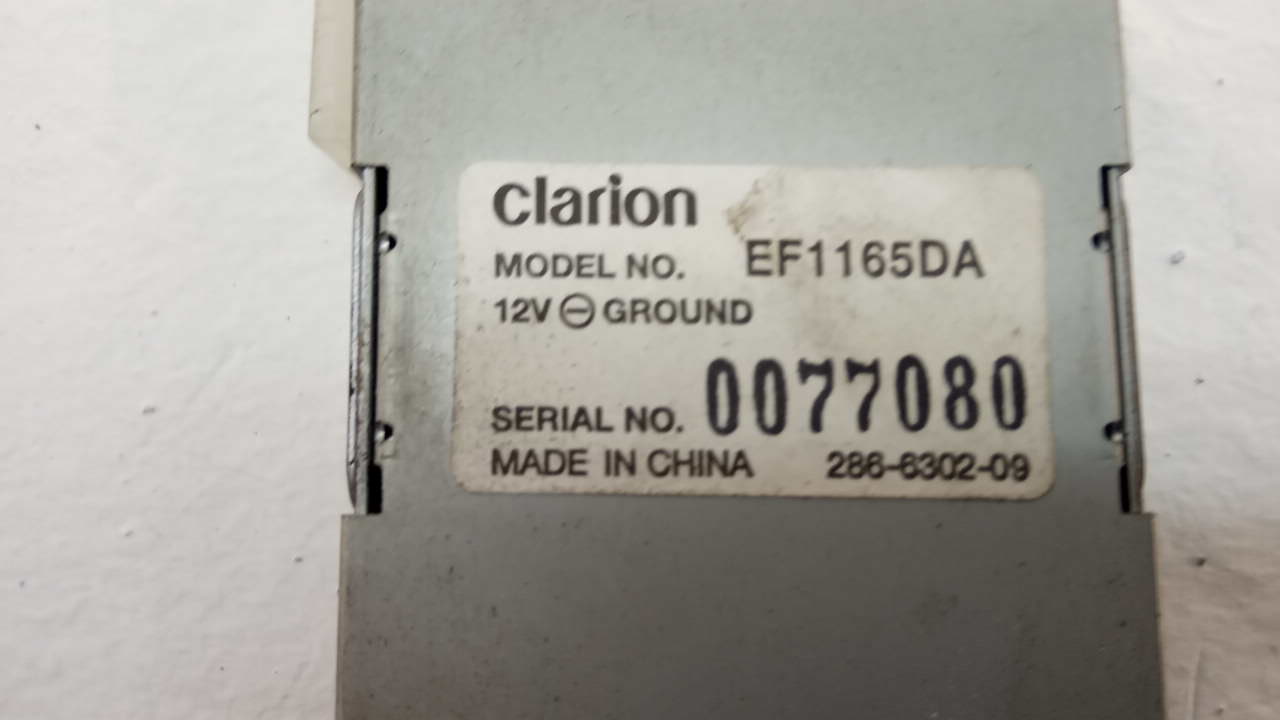 clarion
MODEL NO. EF1165DA
12V ⊖ GROUND
SERIAL NO. 0077080
MADE IN CHINA 286-6302-09